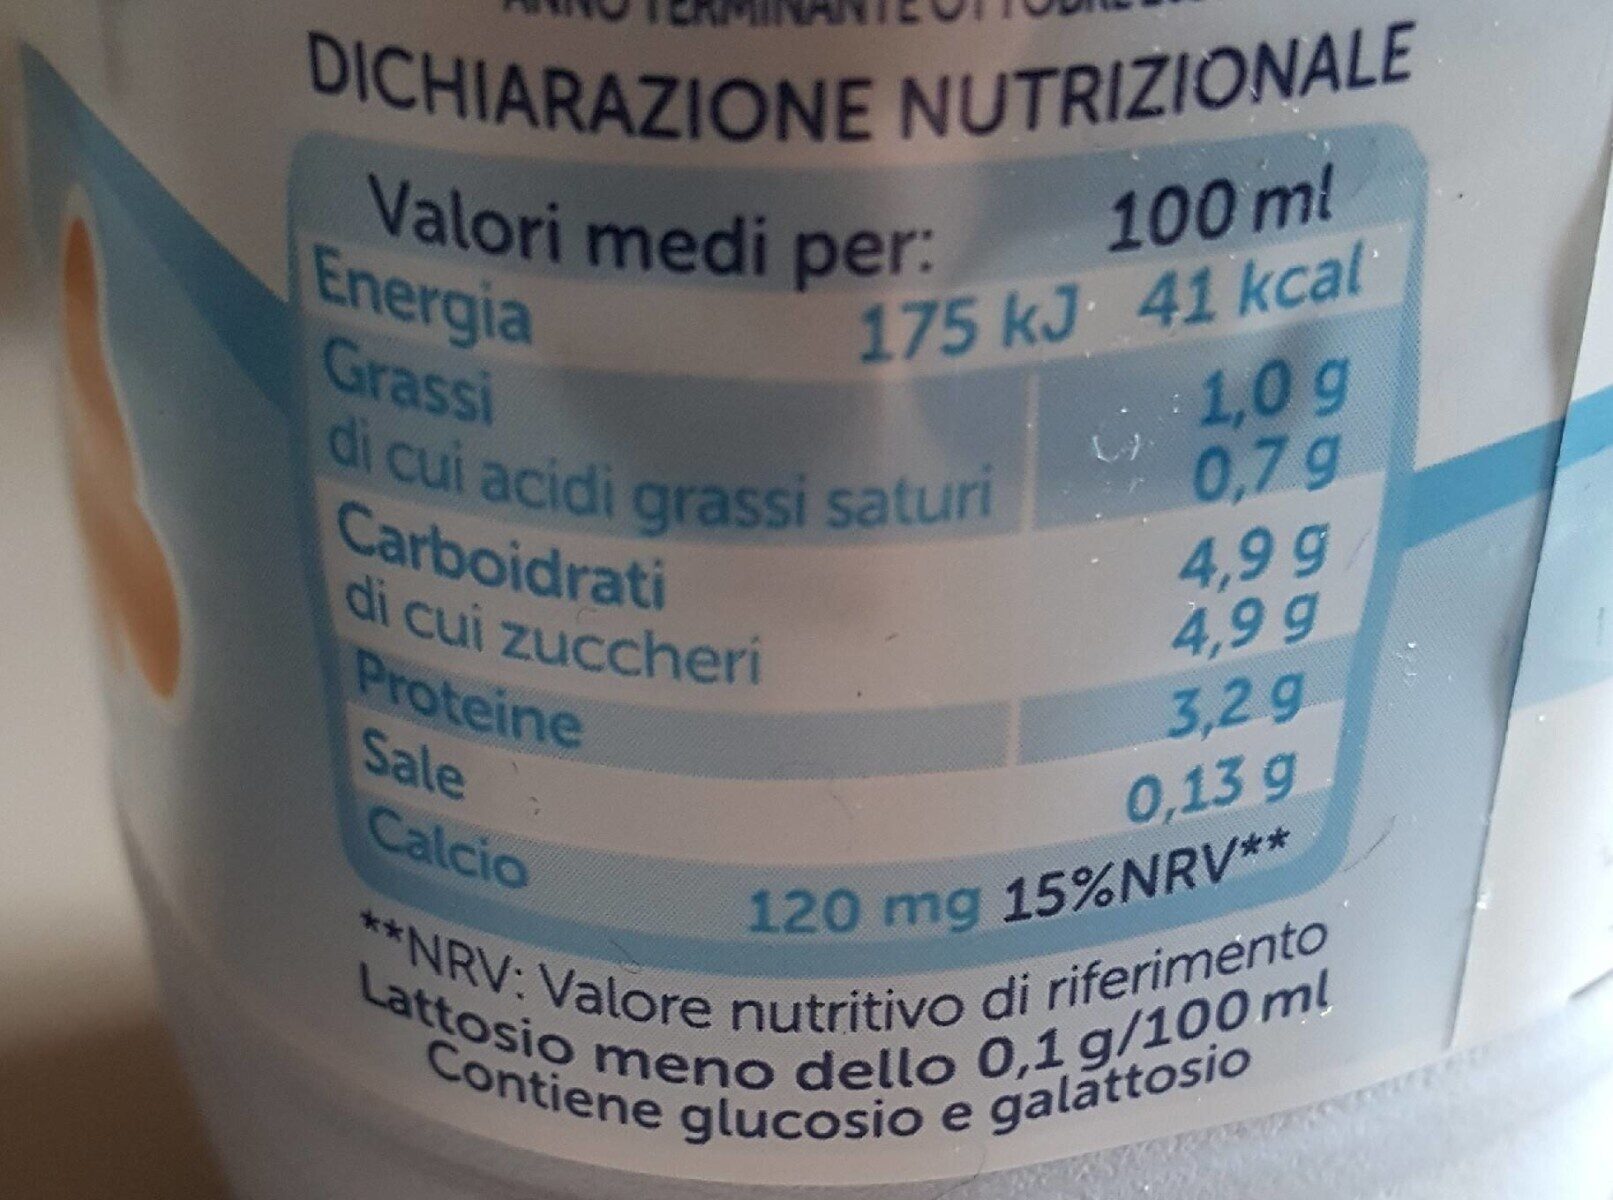 ANNO TERMINANTE
DICHIARAZIONE NUTRIZIONALE
Valori medi per: 100 ml
Energia 175 kJ 41 kcal
Grassi 1,0 g
di cui acidi grassi saturi 0,7 g
Carboidrati 4,9 g
di cui zuccheri 4,9 g
Proteine 3,2 g
Sale 0,13 g
Calcio 120 mg 15%NRV**
**NRV: Valore nutritivo di riferimento
Lattosio meno dello 0,1 g/100 ml
Contiene glucosio e galattosio